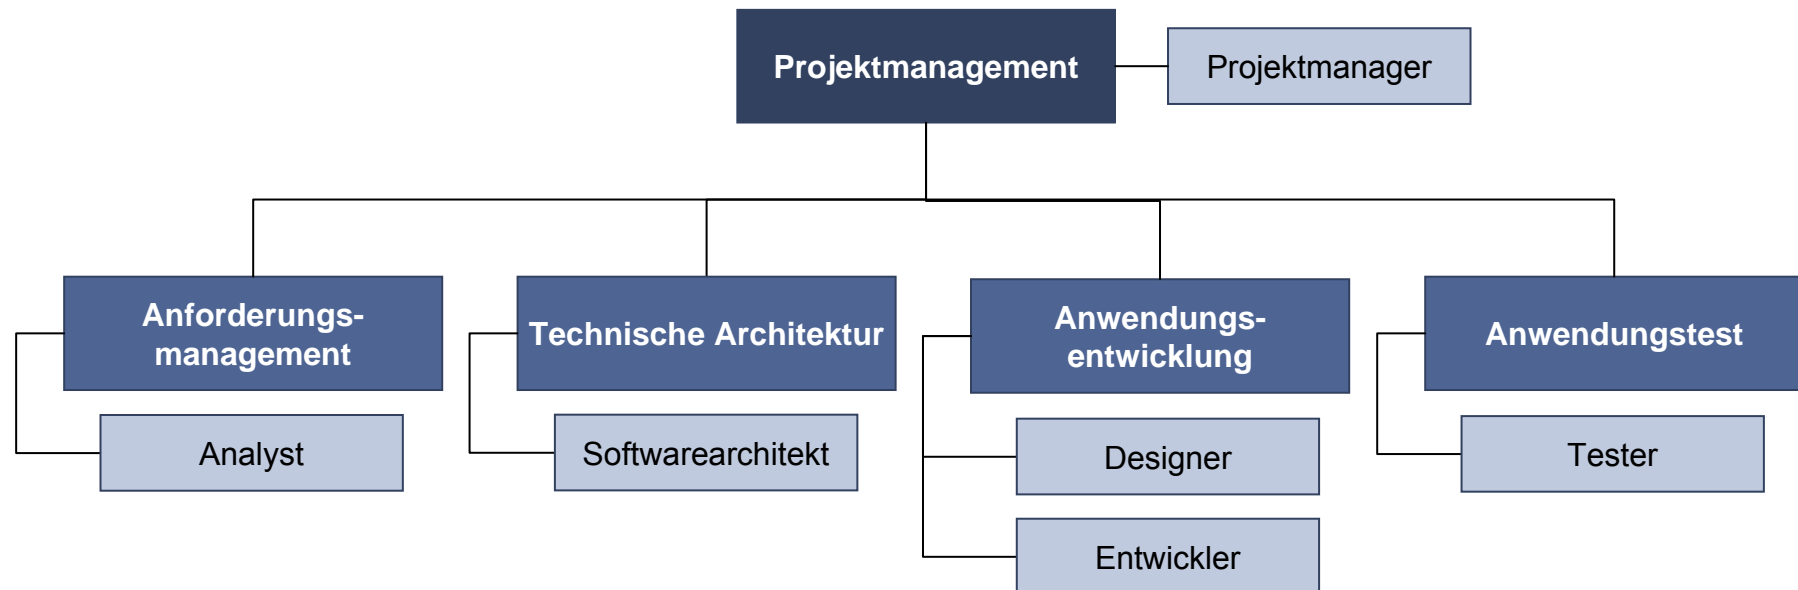 Projektmanagement
Projektmanager
Anforderungs-
management
Technische Architektur
Anwendungs-
entwicklung
Anwendungstest
Analyst
Softwarearchitekt
Designer
Tester
Entwickler